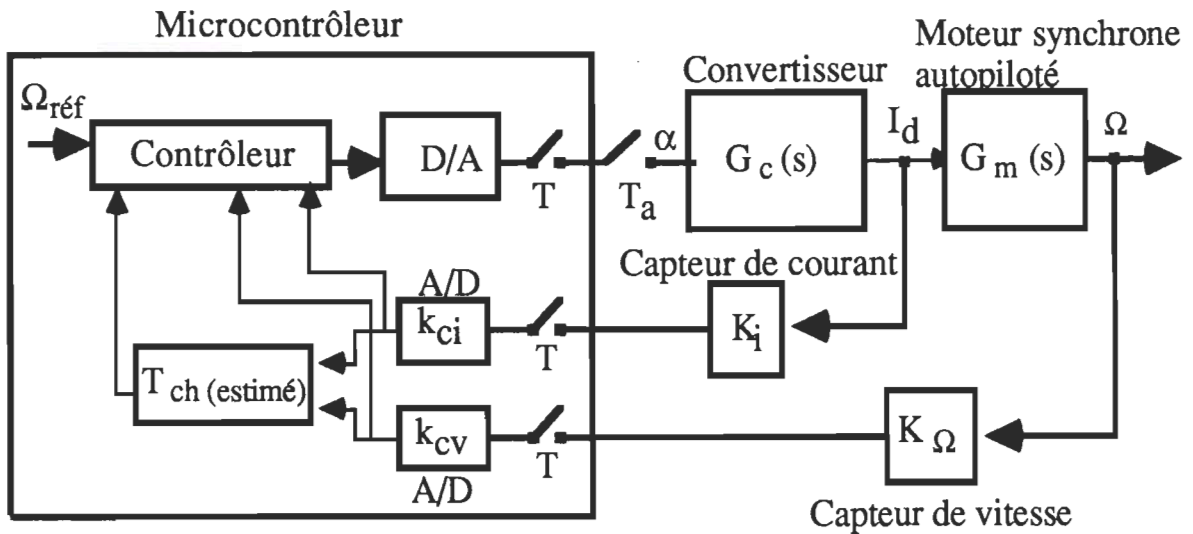 Microcontrôleur
Moteur synchrone
autopiloté
Convertisseur
Ωréf
Contrôleur
D/A
T
Ta
α
Gc(s)
Id
Gm(s)
Ω
Capteur de courant
A/D
kci
T
Ki
Tch (estimé)
kcv
T
KΩ
A/D
Capteur de vitesse